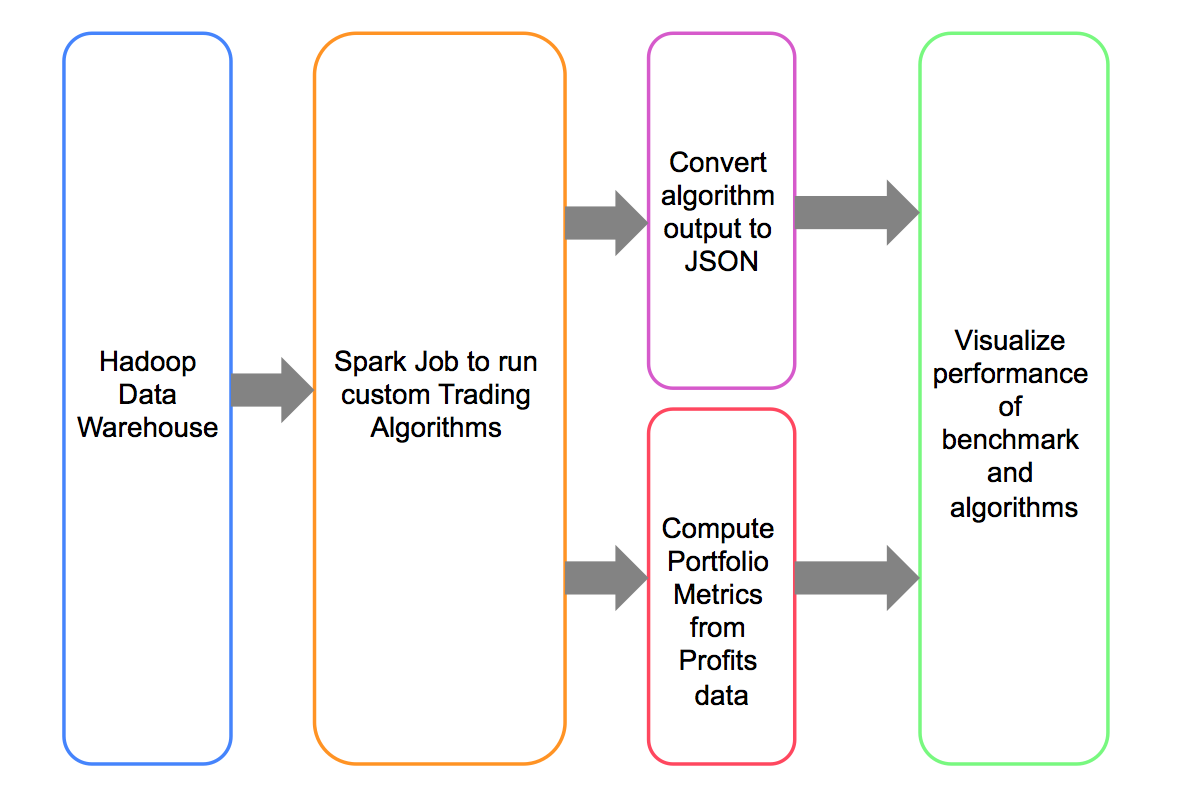 Hadoop
Data
Warehouse
Spark Job to run
custom Trading
Algorithms
Convert
algorithm
output to
JSON
Compute
Portfolio
Metrics
from
Profits
data
Visualize
performance
of
benchmark
and
algorithms